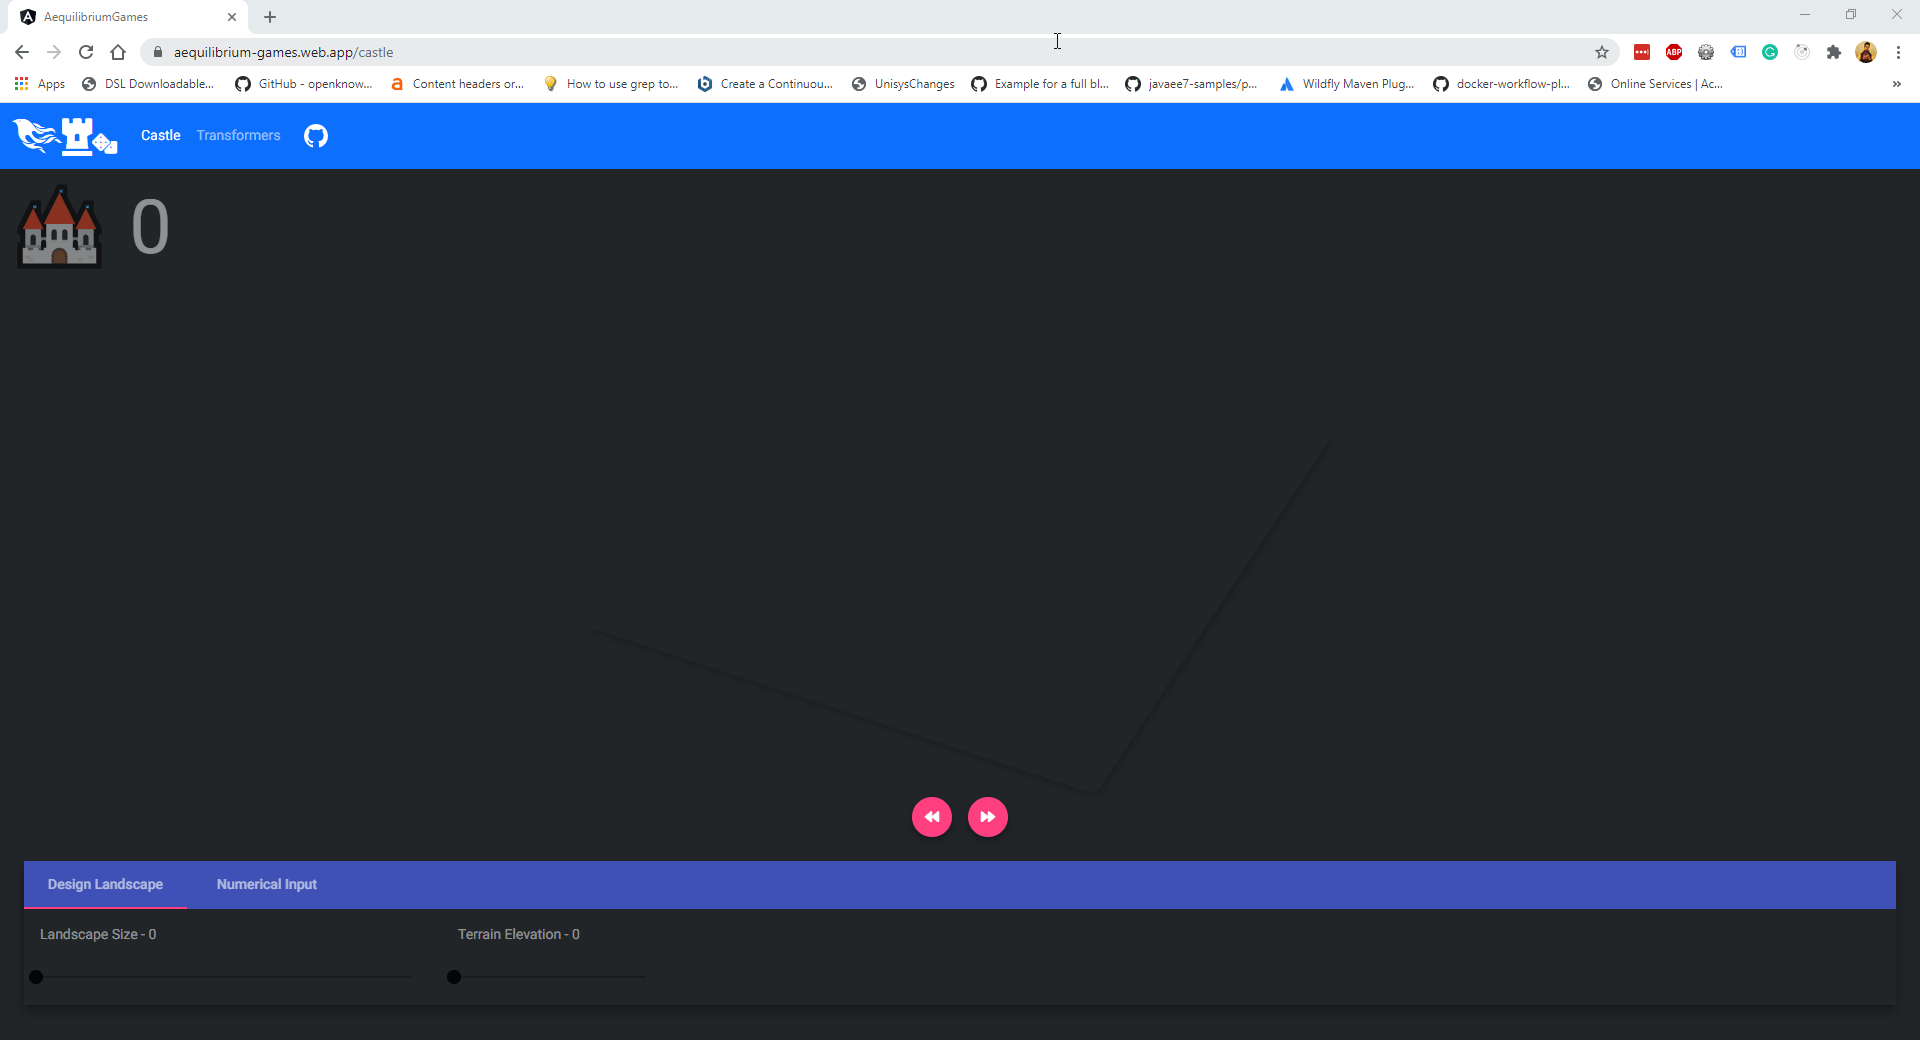 AequilibriumGames
aequilibrium-games.web.app/castle
Apps DSL Downloadable... GitHub - openknow... Content headers or... How to use grep to... Create a Continuou... UnisysChanges Example for a full bl... javaee7-samples/p... Wildfly Maven Plug... docker-workflow-pl... Online Services | Ac... »
Castle Transformers
0
Design Landscape Numerical Input
Landscape Size - 0 Terrain Elevation - 0
ABP